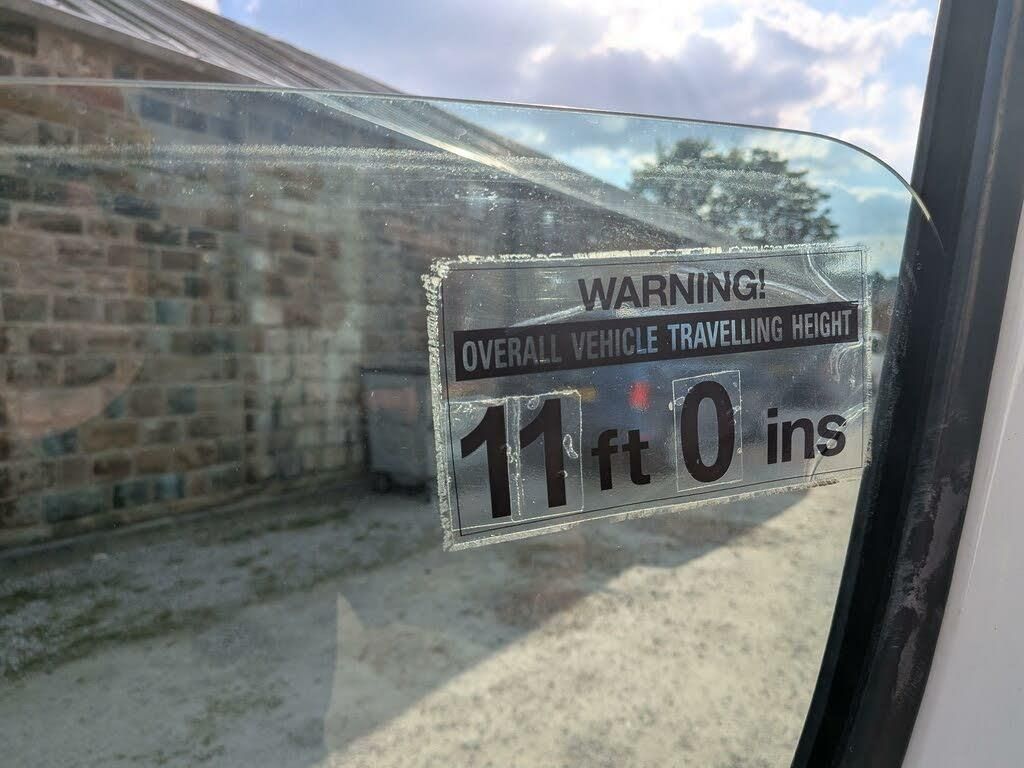 WARNING!
OVERALL VEHICLE TRAVELLING HEIGHT
11 ft 0 ins